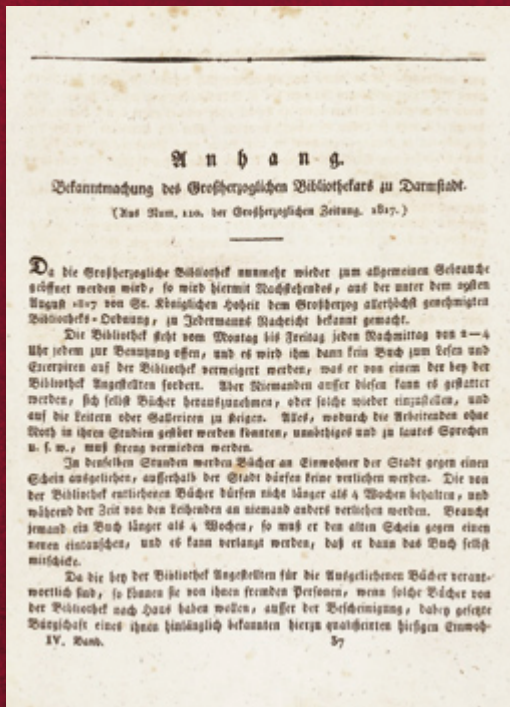 Anhang.
Bekanntmachung des Großherzoglichen Bibliothekars zu Darmstadt.
(Aus Num. 110. der Großherzoglichen Zeitung. 1817.)
Da die Großherzogliche Bibliothek nunmehr wieder zum allgemeinen Gebrauche
geöffnet werden wird, so wird hiermit Nachstehendes, aus der unter dem
August 1817 von Sr. Königlichen Hoheit dem Großherzog allerhöchst genehmigten
Bibliotheks-Ordnung, zu Jedermanns Nachricht bekannt gemacht.
Die Bibliothek steht vom Montag bis Freitag jeden Nachmittag von 2—4
Uhr jedem zur Benutzung offen, und es wird ihm dann kein Buch zum Lesen und
Excerpiren auf der Bibliothek verweigert werden, was er von einem der bey der
Bibliothek Angestellten fordert. Aber Niemanden ausser diesen kann es gestattet
werden, sich selbst Bücher herauszunehmen, oder solche wieder einzustellen, und
auf die Leitern oder Gallerieen zu steigen. Alles, wodurch die Arbeitenden ohne
Noth in ihren Studien gestört werden könnten, unnöthiges und zu lautes Sprechen
u. s. w., muß streng vermieden werden.
In denselben Stunden werden Bücher an Einwohner der Stadt gegen einen
Schein ausgeliehen, ausserhalb der Stadt dürfen keine verliehen werden. Die von
der Bibliothek entliehenen Bücher dürfen nicht länger als 4 Wochen behalten, und
während der Zeit von den Leihenden an niemand anders verliehen werden. Braucht
jemand ein Buch länger als 4 Wochen, so muß er den alten Schein gegen einen
neuen eintauschen, und es kann verlangt werden, daß er dann das Buch selbst
mitschicke.
Da die bey der Bibliothek Angestellten für die Ausgeliehenen Bücher verant-
wortlich sind, so können sie von ihnen fremden Personen, wenn solche Bücher von
der Bibliothek nach Haus haben wollen, ausser der Bescheinigung, dabey gesetzte
Bürgschaft eines ihnen hinlänglich bekannten hierzu qualifizirten hiesigen Einwoh-
IV. Band. 37